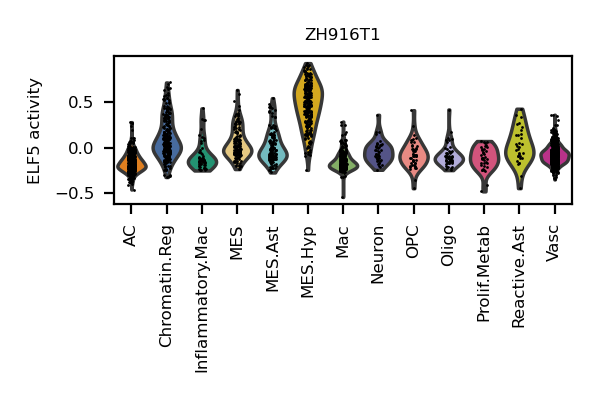 ZH916T1
ELF5 activity
0.5
0.0
−0.5
AC
Chromatin.Reg
Inflammatory.Mac
MES
MES.Ast
MES.Hyp
Mac
Neuron
OPC
Oligo
Prolif.Metab
Reactive.Ast
Vasc